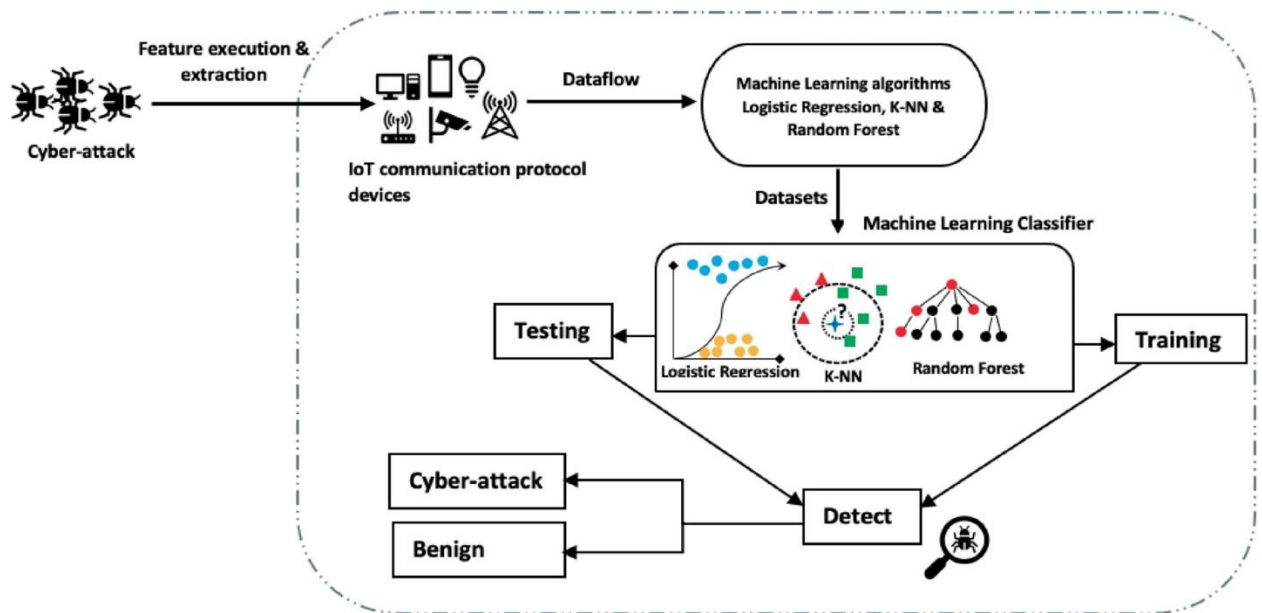 Feature execution &
extraction
Cyber-attack
IoT communication protocol
devices
Dataflow
Machine Learning algorithms
Logistic Regression, K-NN &
Random Forest
Datasets
Machine Learning Classifier
?
Logistic Regression
K-NN
Random Forest
Testing
Training
Cyber-attack
Benign
Detect